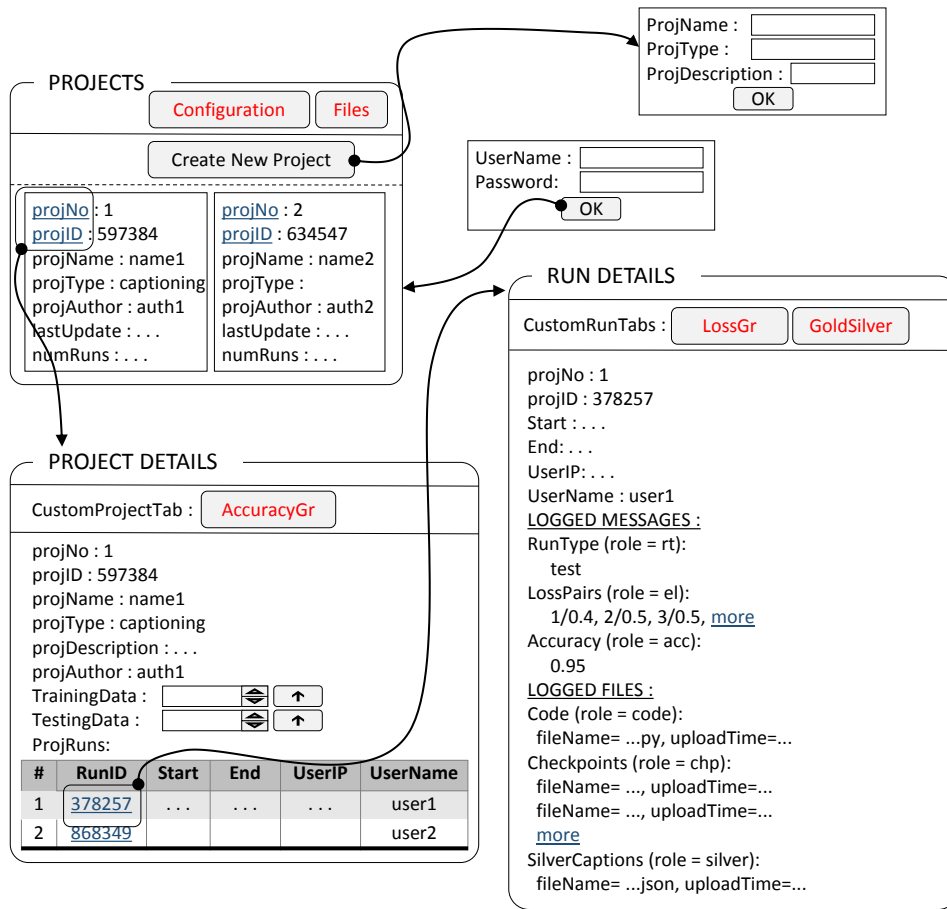 ProjName :
ProjType :
ProjDescription :
OK
PROJECTS
Configuration Files
Create New Project
UserName :
Password:
OK
projNo : 1
projID : 597384
projName : name1
projType : captioning
projAuthor : auth1
lastUpdate : . . .
numRuns : . . .
projNo : 2
projID : 634547
projName : name2
projType :
projAuthor : auth2
lastUpdate : . . .
numRuns : . . .
PROJECT DETAILS
CustomProjectTab : AccuracyGr
projNo : 1
projID : 597384
projName : name1
projType : captioning
projDescription : . . .
projAuthor : auth1
TrainingData :
TestingData :
ProjRuns:
# RunID Start End UserIP UserName
1 378257 . . . . . . . . . user1
2 868349 user2
RUN DETAILS
CustomRunTabs : LossGr GoldSilver
projNo : 1
projID : 378257
Start : . . .
End: . . .
UserIP: . . .
UserName : user1
LOGGED MESSAGES :
RunType (role = rt):
test
LossPairs (role = el):
1/0.4, 2/0.5, 3/0.5, more
Accuracy (role = acc):
0.95
LOGGED FILES :
Code (role = code):
fileName= ...py, uploadTime=...
Checkpoints (role = chp):
fileName= ..., uploadTime=...
fileName= ..., uploadTime=...
more
SilverCaptions (role = silver):
fileName= ...json, uploadTime=...